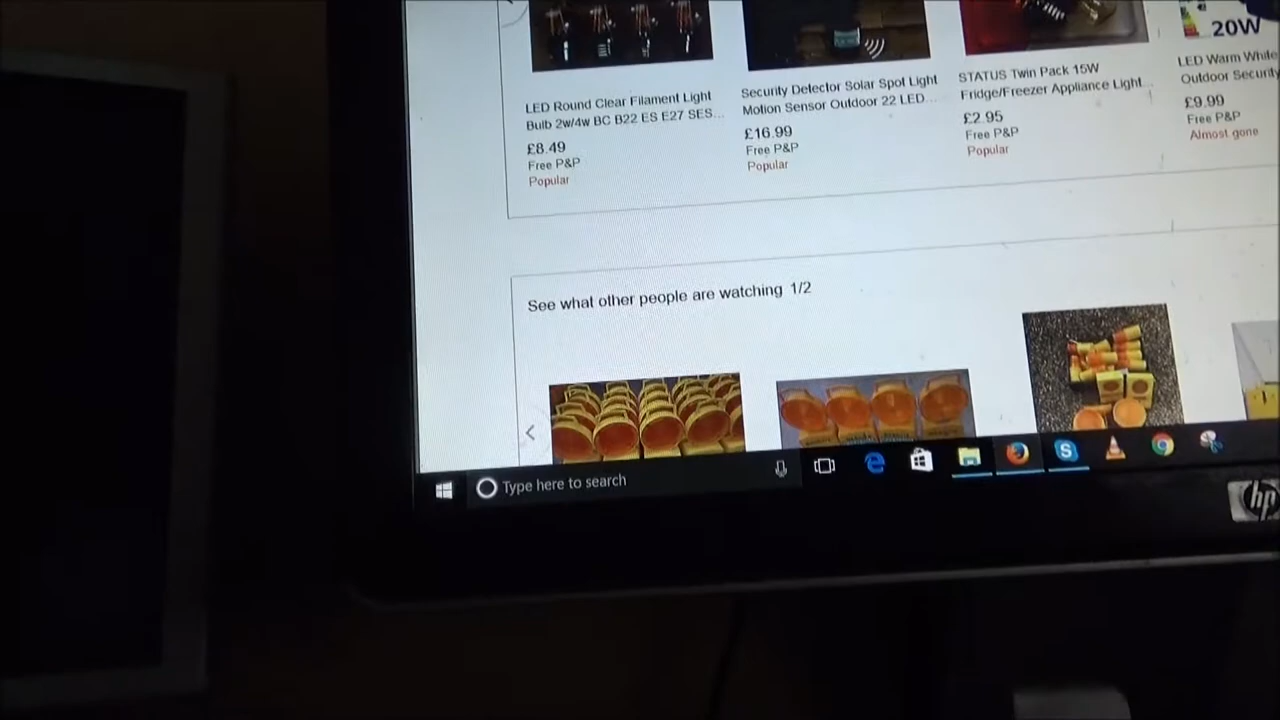 20W
LED Round Clear Filament Light
Bulb 2w/4w BC B22 ES E27 SES...
£8.49
Free P&P
Popular
Security Detector Solar Spot Light
Motion Sensor Outdoor 22 LED...
£16.99
Free P&P
Popular
STATUS Twin Pack 15W
Fridge/Freezer Appliance Light...
£2.95
Free P&P
Popular
LED Warm White
Outdoor Security
£9.99
Free P&P
Almost gone
See what other people are watching 1/2
Type here to search
hp